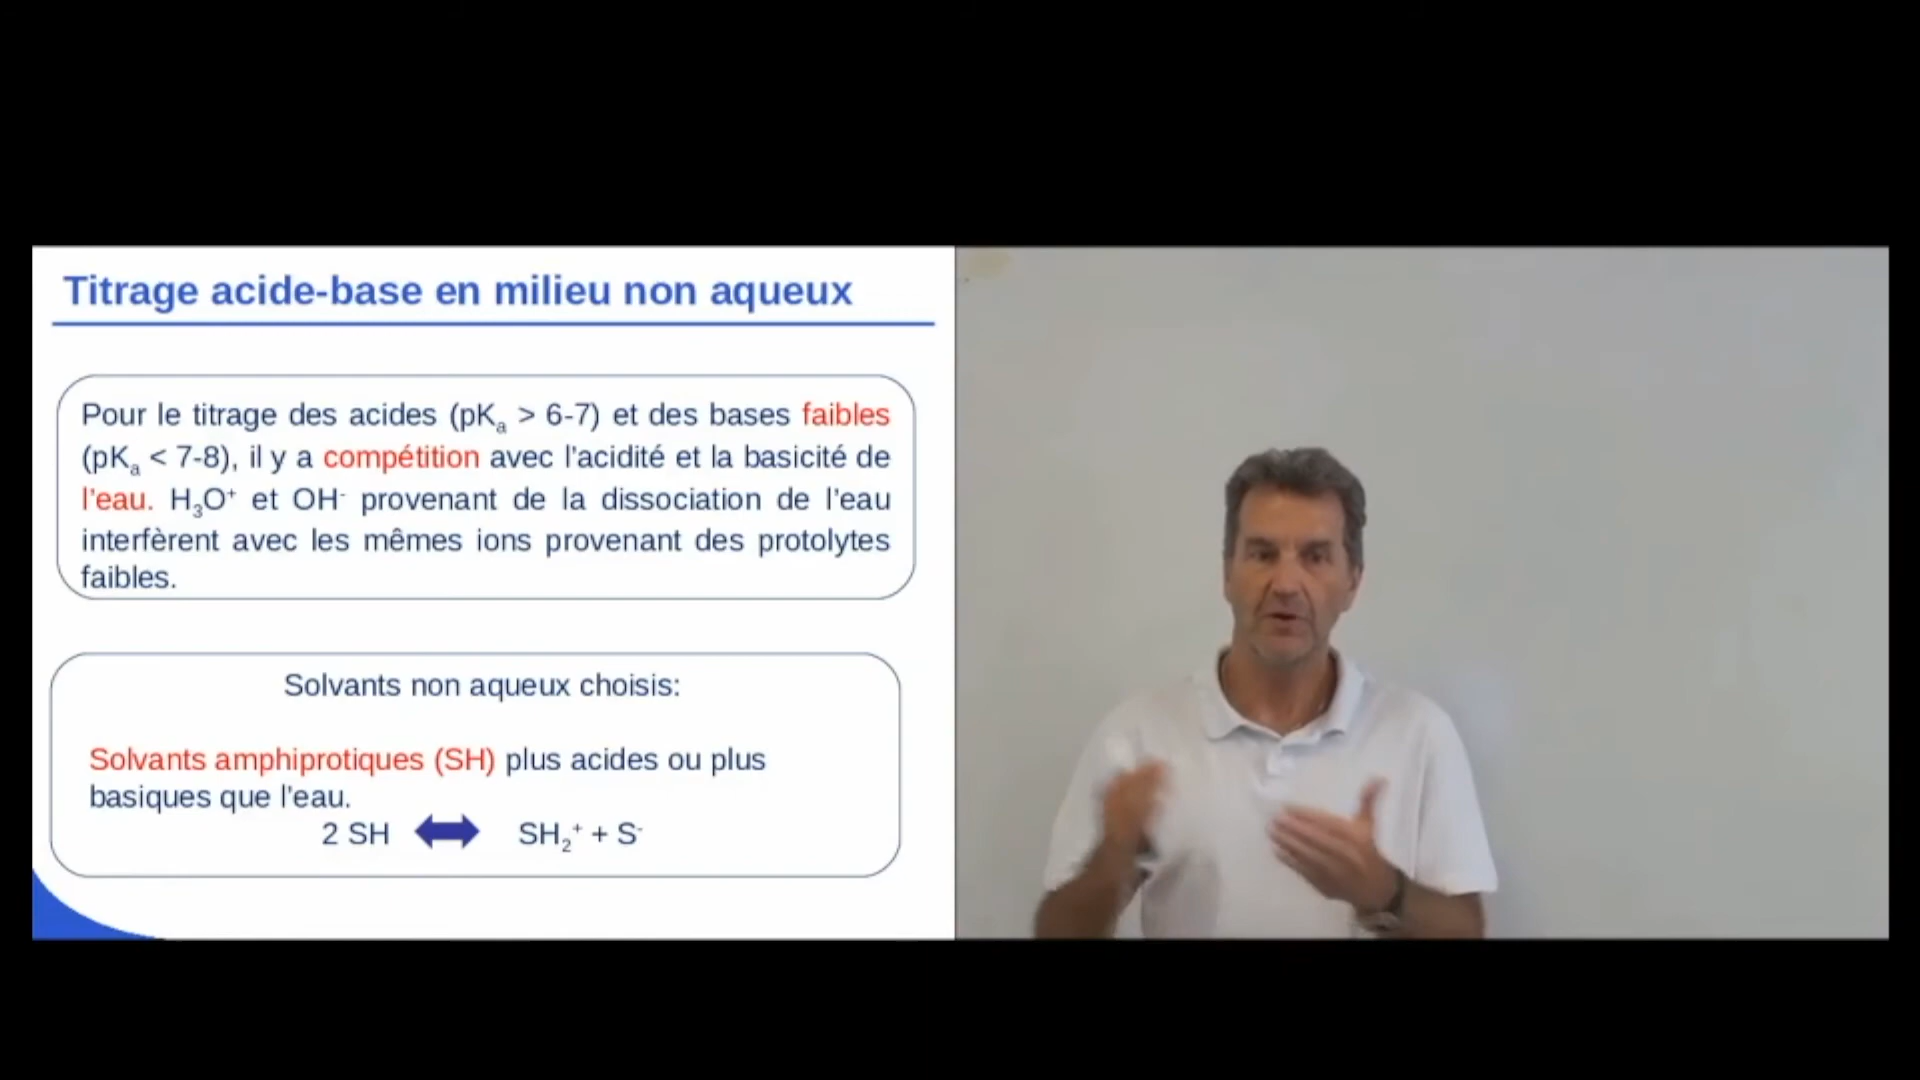 Titrage acide-base en milieu non aqueux
Pour le titrage des acides (pKₐ > 6-7) et des bases faibles
(pKₐ < 7-8), il y a compétition avec l'acidité et la basicité de
l'eau. H₃O⁺ et OH⁻ provenant de la dissociation de l'eau
interfèrent avec les mêmes ions provenant des protolytes
faibles.
Solvants non aqueux choisis:
Solvants amphiprotiques (SH) plus acides ou plus
basiques que l'eau.
2 SH ⟷ SH₂⁺ + S⁻